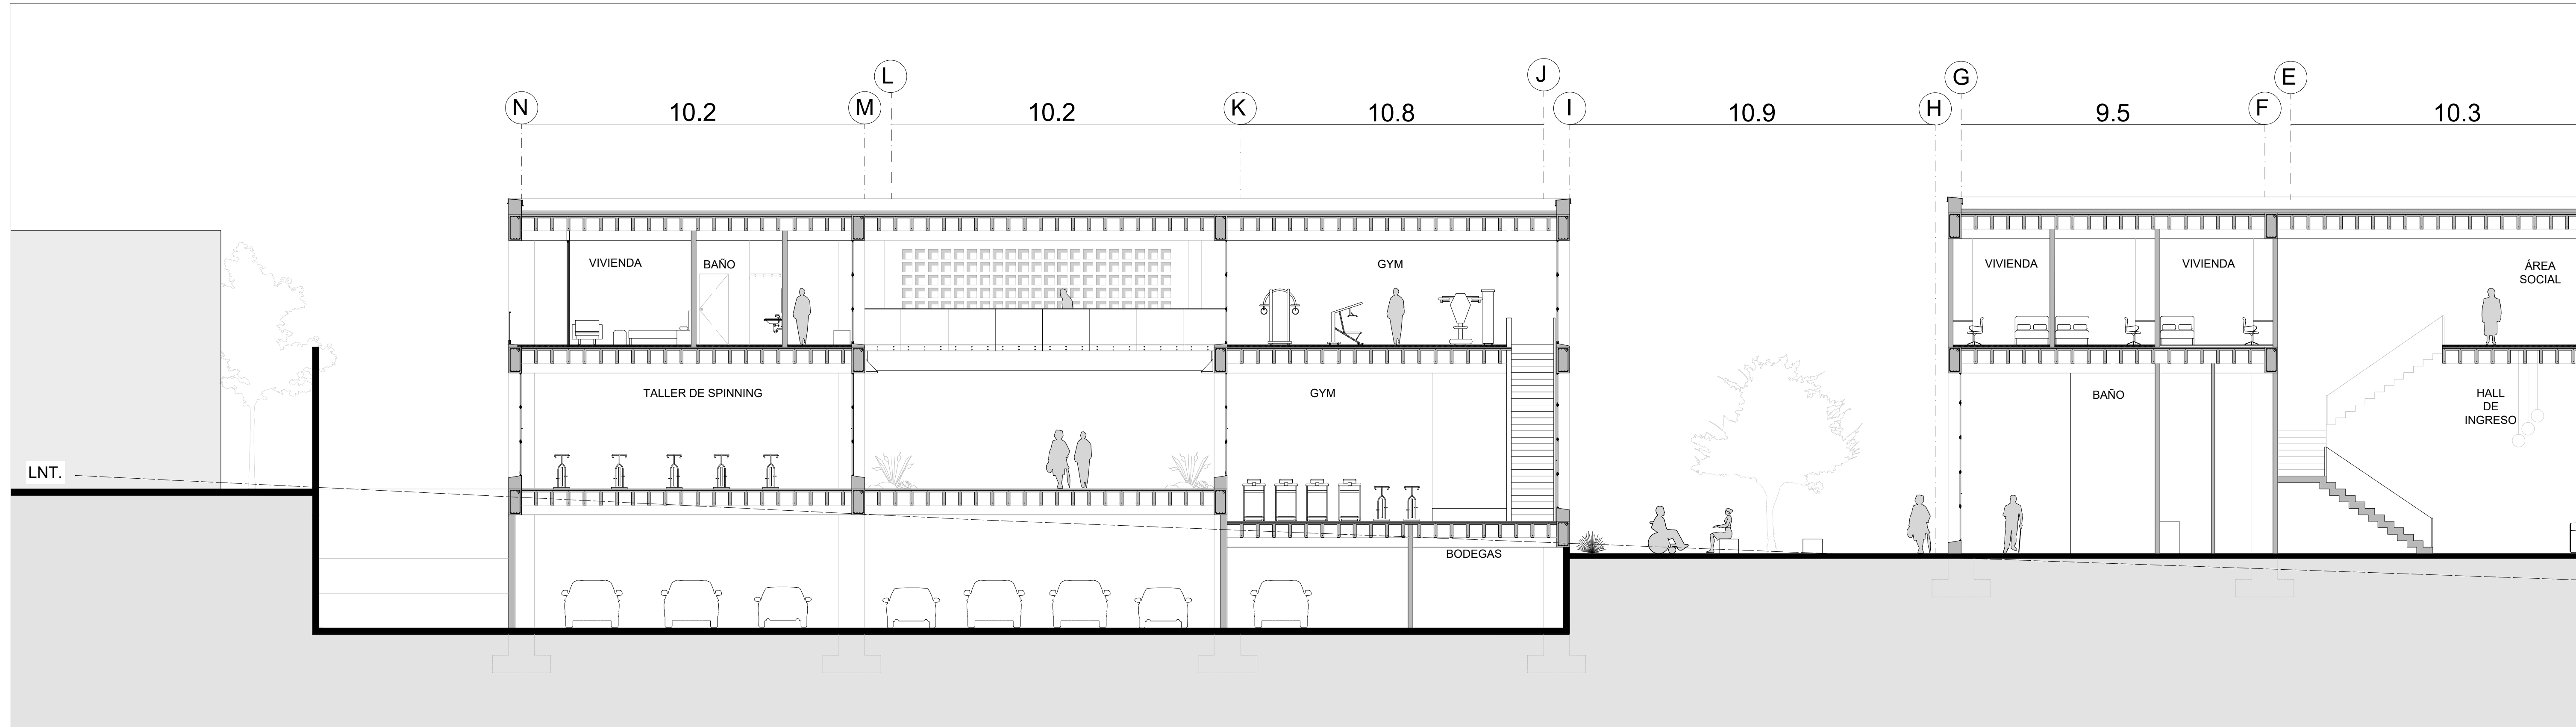 L
J
G
E
N
10.2
M
10.2
K
10.8
I
10.9
H
9.5
F
10.3
VIVIENDA
BAÑO
GYM
VIVIENDA
VIVIENDA
ÁREA
SOCIAL
TALLER DE SPINNING
GYM
BAÑO
HALL
DE
INGRESO
LNT.
BODEGAS